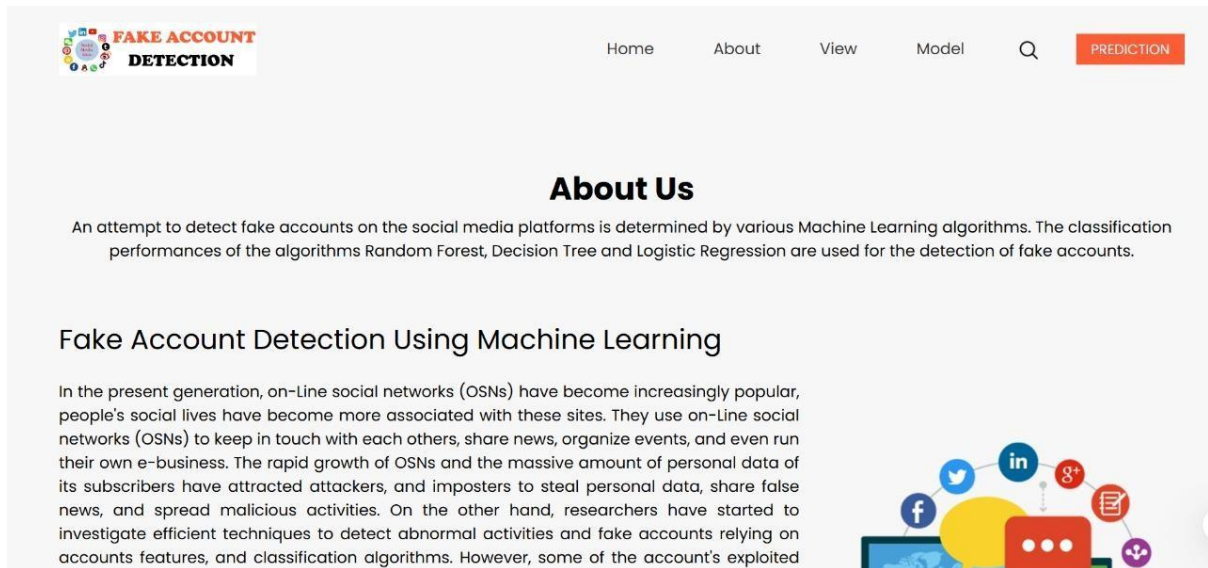 FAKE ACCOUNT
DETECTION
Home About View Model PREDICTION
About Us
An attempt to detect fake accounts on the social media platforms is determined by various Machine Learning algorithms. The classification
performances of the algorithms Random Forest, Decision Tree and Logistic Regression are used for the detection of fake accounts.
Fake Account Detection Using Machine Learning
In the present generation, on-Line social networks (OSNs) have become increasingly popular,
people's social lives have become more associated with these sites. They use on-Line social
networks (OSNs) to keep in touch with each others, share news, organize events, and even run
their own e-business. The rapid growth of OSNs and the massive amount of personal data of
its subscribers have attracted attackers, and imposters to steal personal data, share false
news, and spread malicious activities. On the other hand, researchers have started to
investigate efficient techniques to detect abnormal activities and fake accounts relying on
accounts features, and classification algorithms. However, some of the account's exploited
in
g+
f